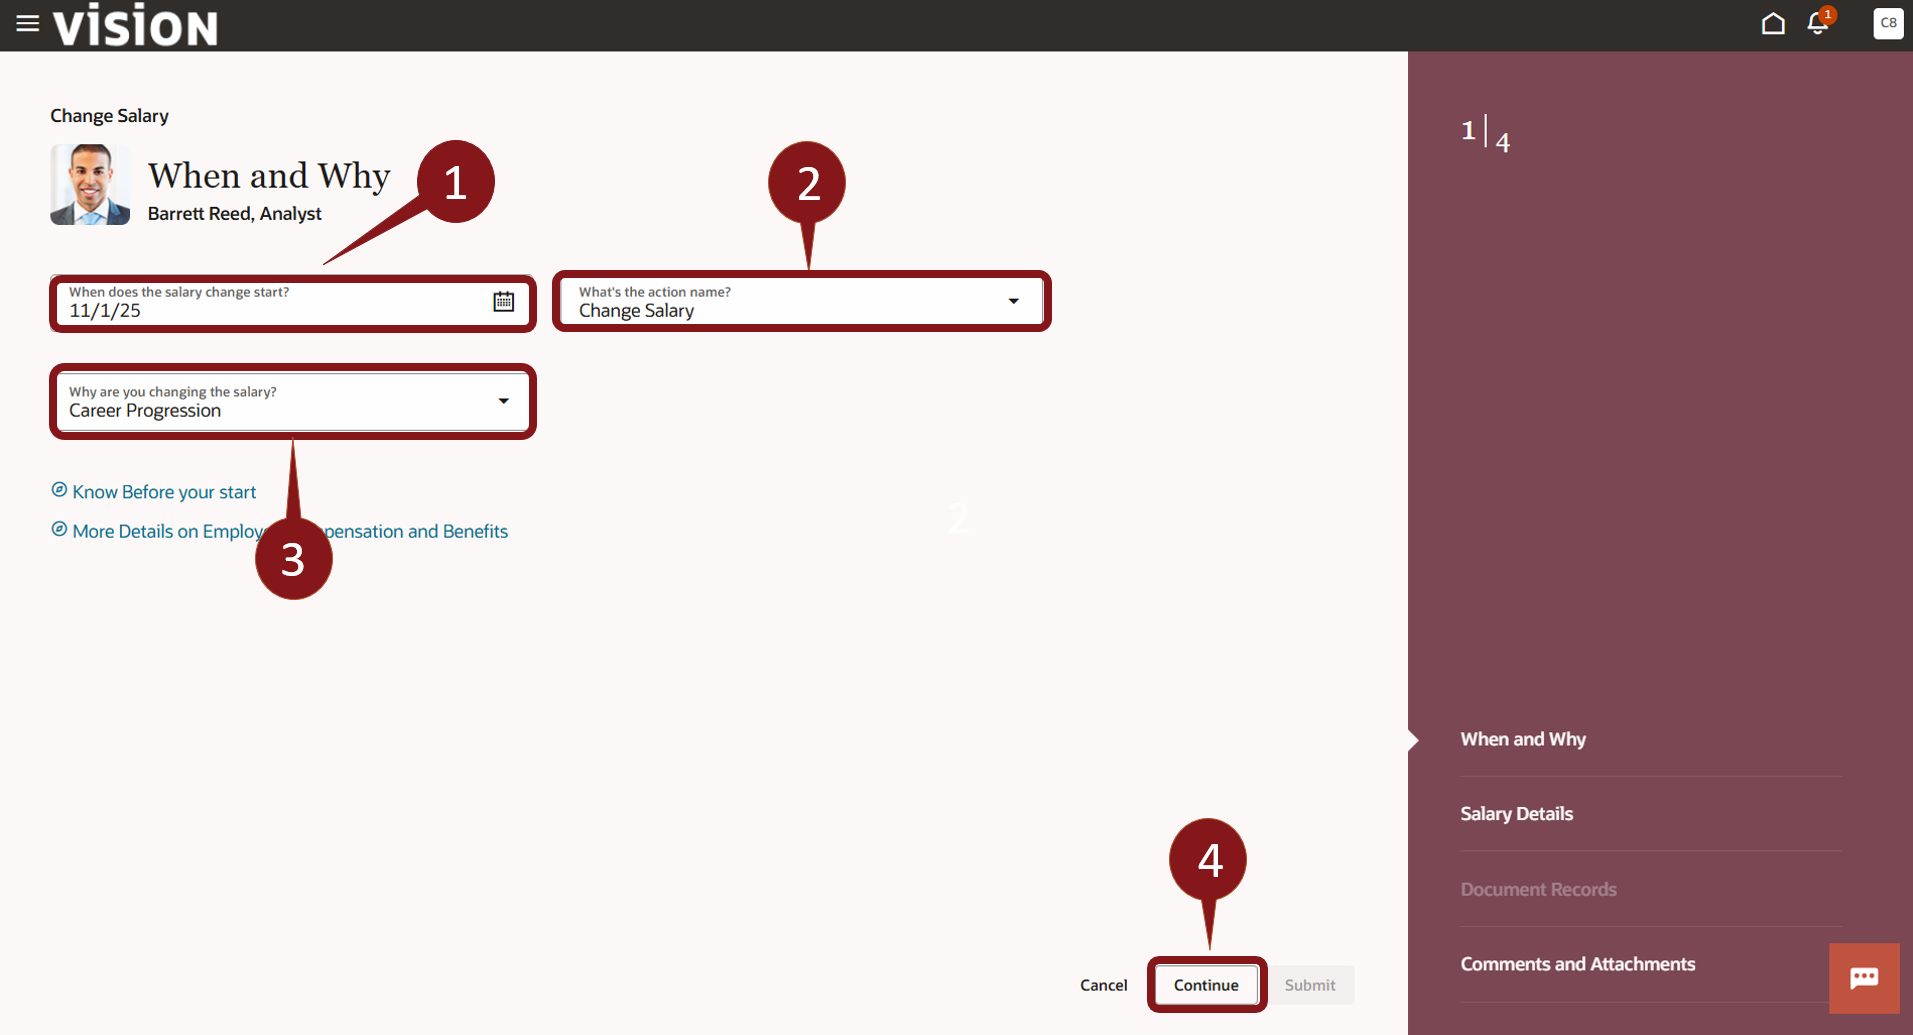 vision
1
C8
Change Salary
When and Why
Barrett Reed, Analyst
1
2
When does the salary change start?
11/1/25
What's the action name?
Change Salary
Why are you changing the salary?
Career Progression
Know Before your start
More Details on Employ pensation and Benefits
3
2
4
Cancel
Continue
Submit
1
4
When and Why
Salary Details
Document Records
Comments and Attachments